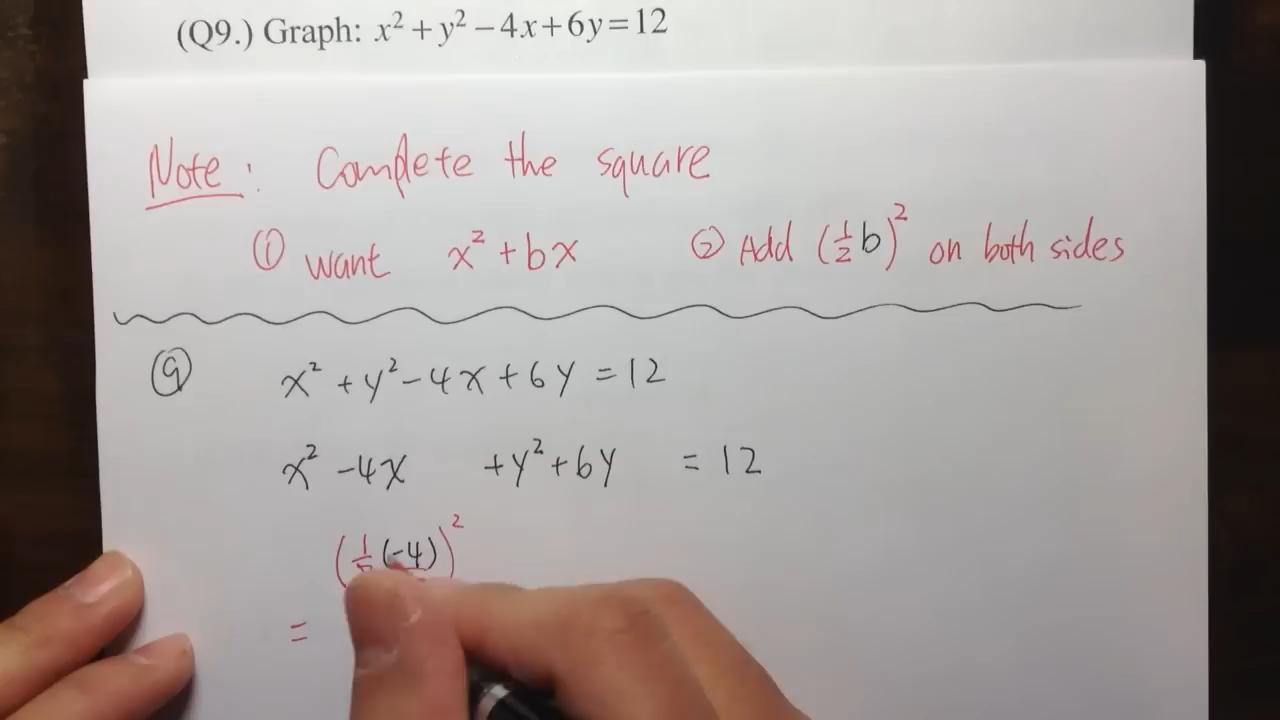 (Q9.) Graph: x² + y² − 4x + 6y = 12
Note: Complete the square
① want x² + bx ② Add (½b)² on both sides
⑨ x² + y² − 4x + 6y = 12
x² − 4x + y² + 6y = 12
(½(−4))²
=